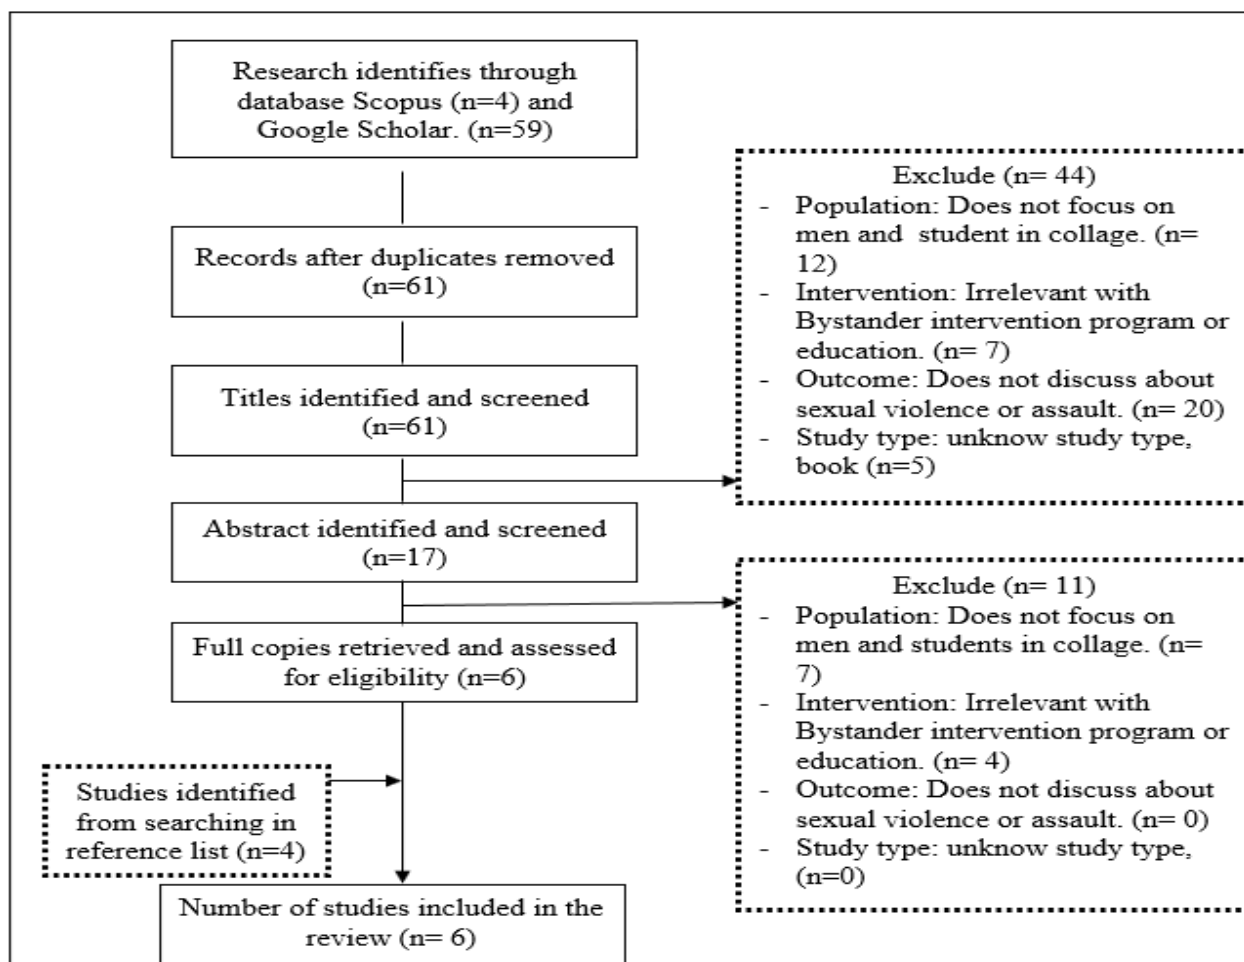 Research identifies through
database Scopus (n=4) and
Google Scholar. (n=59)
Records after duplicates removed
(n=61)
Titles identified and screened
(n=61)
Exclude (n= 44)
- Population: Does not focus on
men and student in collage. (n=
12)
- Intervention: Irrelevant with
Bystander intervention program or
education. (n= 7)
- Outcome: Does not discuss about
sexual violence or assault. (n= 20)
- Study type: unknow study type,
book (n=5)
Abstract identified and screened
(n=17)
Exclude (n= 11)
- Population: Does not focus on
men and students in collage. (n=
7)
- Intervention: Irrelevant with
Bystander intervention program or
education. (n= 4)
- Outcome: Does not discuss about
sexual violence or assault. (n= 0)
- Study type: unknow study type,
(n=0)
Full copies retrieved and assessed
for eligibility (n=6)
Studies identified
from searching in
reference list (n=4)
Number of studies included in the
review (n= 6)